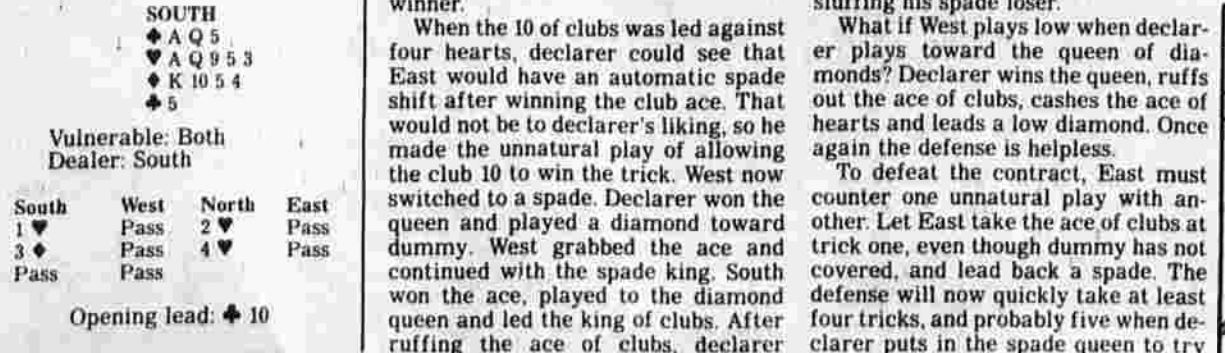 SOUTH
♠ A Q 5
♥ A Q 9 5 3
♦ K 10 5 4
♣ 5
Vulnerable: Both
Dealer: South
South West North East
1 ♥ Pass 2 ♥ Pass
3 ♦ Pass 4 ♥ Pass
Pass Pass
Opening lead: ♣ 10
winner.
When the 10 of clubs was led against
four hearts, declarer could see that
East would have an automatic spade
shift after winning the club ace. That
would not be to declarer's liking, so he
made the unnatural play of allowing
the club 10 to win the trick. West now
switched to a spade. Declarer won the
queen and played a diamond toward
dummy. West grabbed the ace and
continued with the spade king. South
won the ace, played to the diamond
queen and led the king of clubs. After
ruffing the ace of clubs, declarer
his spade loser.
What if West plays low when declar-
er plays toward the queen of dia-
monds? Declarer wins the queen, ruffs
out the ace of clubs, cashes the ace of
hearts and leads a low diamond. Once
again the defense is helpless.
To defeat the contract, East must
counter one unnatural play with an-
other. Let East take the ace of clubs at
trick one, even though dummy has not
covered, and lead back a spade. The
defense will now quickly take at least
four tricks, and probably five when de-
clarer puts in the spade queen to try